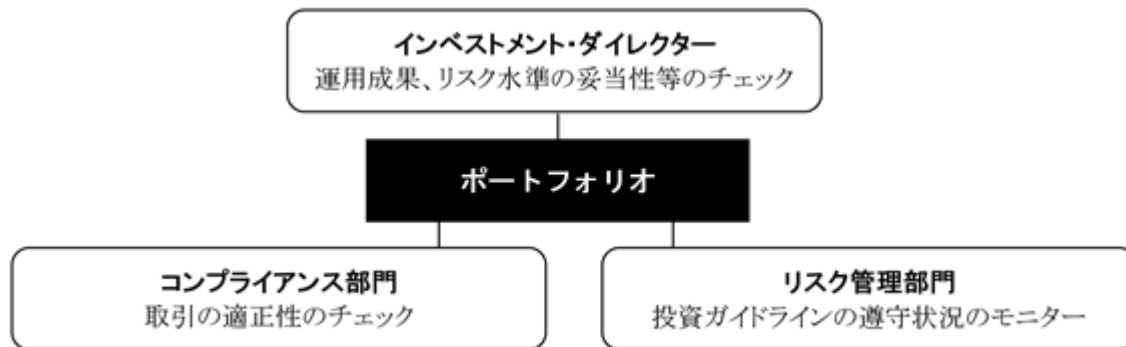 インベストメント・ダイレクター
運用成果、リスク水準の妥当性等のチェック
ポートフォリオ
コンプライアンス部門
取引の適正性のチェック
リスク管理部門
投資ガイドラインの遵守状況のモニター